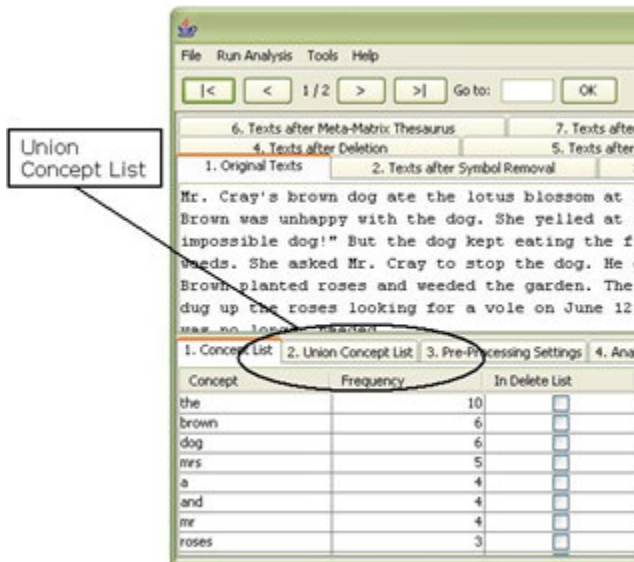 File Run Analysis Tools Help
|< < 1 / 2 > >| Go to: OK
6. Texts after Meta-Matrix Thesaurus 7. Texts afte
4. Texts after Deletion 5. Texts after
1. Original Texts 2. Texts after Symbol Removal
Union
Concept List
Mr. Cray's brown dog ate the lotus blossom at
Brown was unhappy with the dog. She yelled at
impossible dog!" But the dog kept eating the f
weeds. She asked Mr. Cray to stop the dog. He
Brown planted roses and weeded the garden. The
dug up the roses looking for a vole on June 12
was no longer needed
1. Concept List 2. Union Concept List 3. Pre-Processing Settings 4. Ana
Concept Frequency In Delete List
the 10
brown 6
dog 6
mrs 5
a 4
and 4
mr 4
roses 3